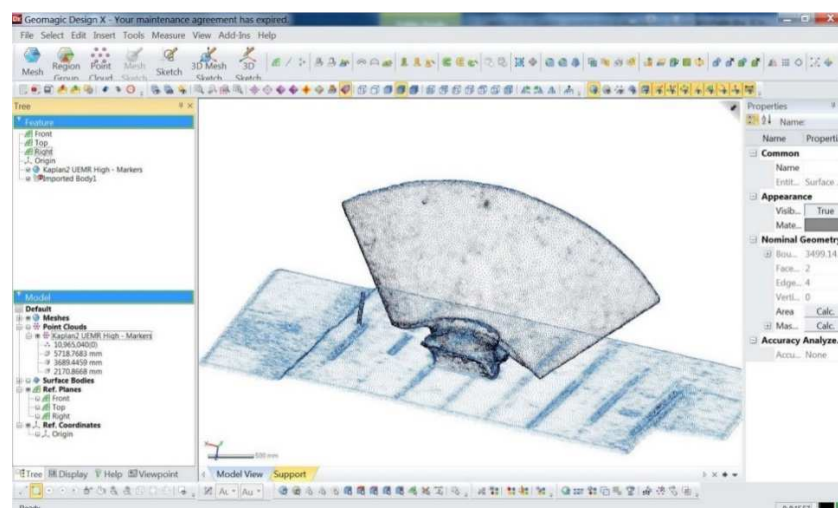 Geomagic Design X - Your maintenance agreement has expired.
File Select Edit Insert Tools Measure View Add-Ins Help
Mesh Region Group Point Cloud Mesh Sketch Sketch 3D Mesh Sketch 3D Sketch
Tree
Feature
Front
Top
Right
Origin
Kaplan2 UEMR High - Markers
Imported Body1
Model
Default
Meshes
Point Clouds
Kaplan2 UEMR High - Markers
10,965,040(0)
5718.7683 mm
3689.4459 mm
2170.8668 mm
Surface Bodies
Ref. Planes
Front
Top
Right
Ref. Coordinates
Origin
500 mm
Tree Display Help Viewpoint
Model View Support
Properties
Name:
Name Properti
Common
Name
Entit... Surface
Appearance
Visib... True
Mate...
Nominal Geometry
Bou... 3499.14
Face... 2
Edge... 4
Verti... 0
Area Calc.
Mas... Calc.
Accuracy Analyze.
Accu... None
Ready